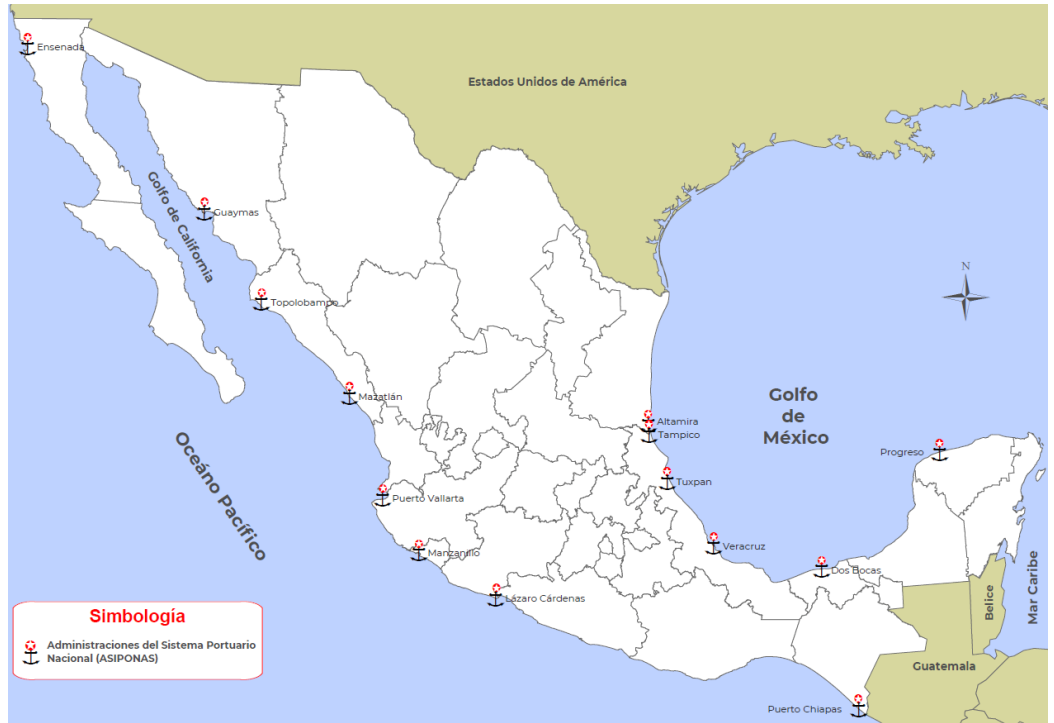 Ensenada
Estados Unidos de América
Golfo de California
Guaymas
N
Topolobampo
Mazatlán
Golfo
de
México
Altamira
Tampico
Progreso
Océano Pacífico
Tuxpan
Puerto Vallarta
Veracruz
Manzanillo
Dos Bocas
Lázaro Cárdenas
Belice
Mar Caribe
Simbología
Administraciones del Sistema Portuario
Nacional (ASIPONAS)
Guatemala
Puerto Chiapas